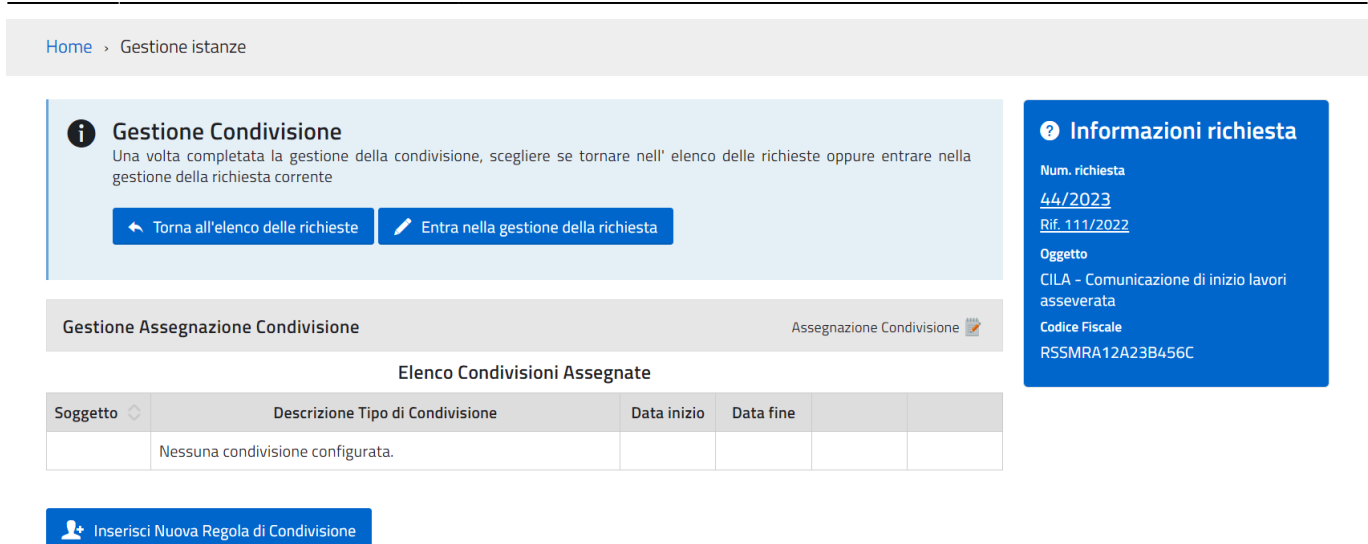 Home › Gestione istanze
Gestione Condivisione
Una volta completata la gestione della condivisione, scegliere se tornare nell' elenco delle richieste oppure entrare nella
gestione della richiesta corrente
Torna all'elenco delle richieste
Entra nella gestione della richiesta
Informazioni richiesta
Num. richiesta
44/2023
Rif. 111/2022
Oggetto
CILA - Comunicazione di inizio lavori
asseverata
Codice Fiscale
RSSMRA12A23B456C
Gestione Assegnazione Condivisione
Assegnazione Condivisione
Elenco Condivisioni Assegnate
Soggetto Descrizione Tipo di Condivisione Data inizio Data fine
Nessuna condivisione configurata.
Inserisci Nuova Regola di Condivisione